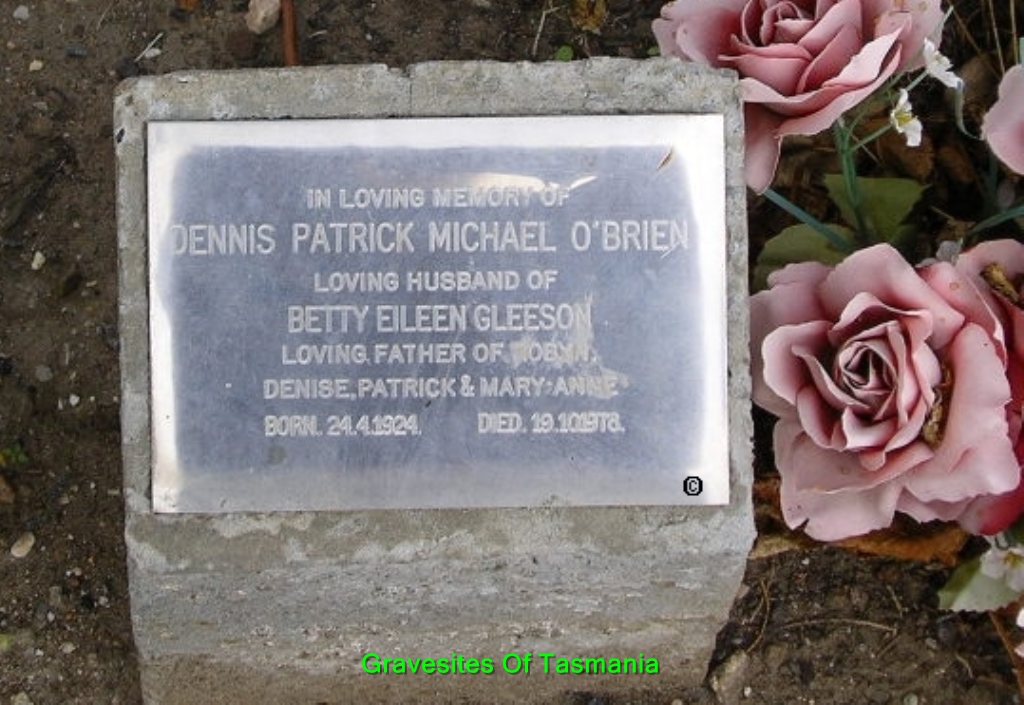 IN LOVING MEMORY OF
DENNIS PATRICK MICHAEL O'BRIEN
LOVING HUSBAND OF
BETTY EILEEN GLEESON
LOVING FATHER OF ROBYN,
DENISE, PATRICK & MARY-ANNE
BORN. 24.4.1924. DIED. 19.10.1978.
©
Gravesites Of Tasmania